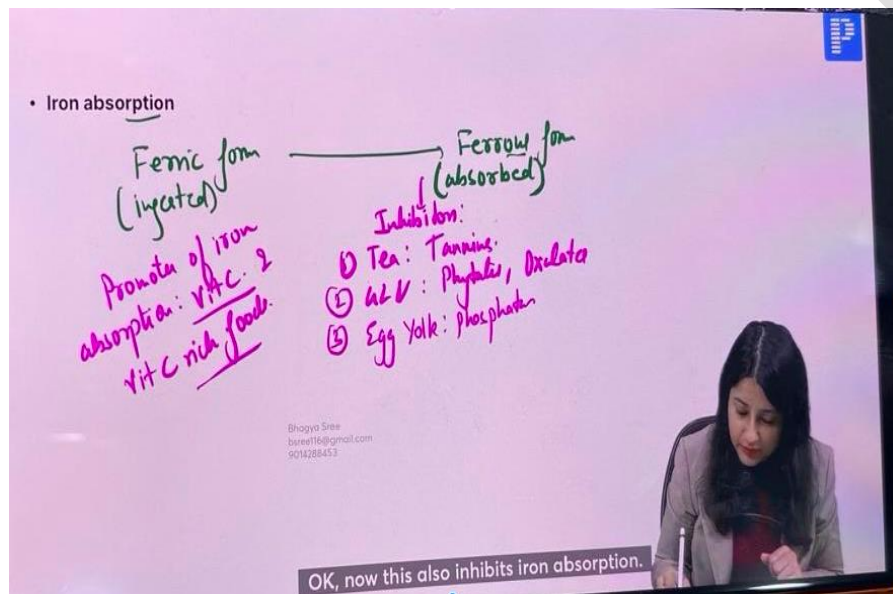 P
• Iron absorption
Ferric form
(ingested)
Ferrous form
(absorbed)
Promoter of iron
absorption: Vit C. 2
Vit C rich foods.
Inhibitors:
① Tea: Tannins.
② GLV: Phytates, Oxalates
③ Egg Yolk: phosphates
Bhagya Sree
bsree116@gmail.com
9014288453
OK, now this also inhibits iron absorption.